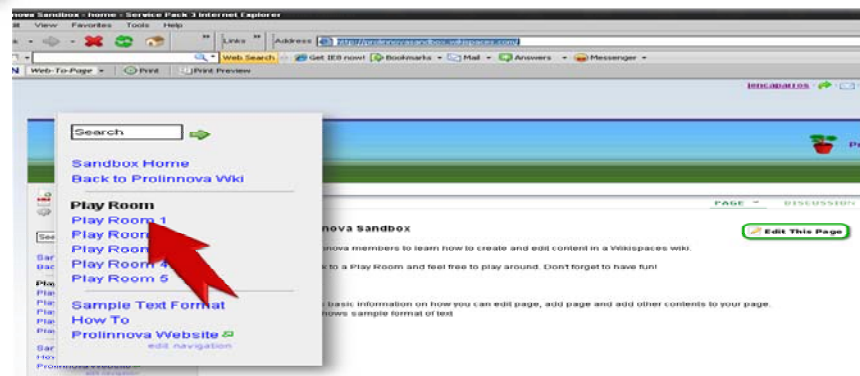 nova Sandbox - home - Service Pack 3 Internet Explorer
View Favorites Tools Help
Links Address
Web Search Get IE8 now! Bookmarks Mail Answers Messenger
Web-To-Page Print Print Preview
jencaparros
Search
Sandbox Home
Back to Prolinnova Wki
Play Room
Play Room 1
Play Room
Play Room
Play Room 4
Play Room 5
Sample Text Format
How To
Prolinnova Website
edit navigation
PAGE DISCUSSION
nova Sandbox
Edit This Page
nnova members to learn how to create and edit content in a Wikispaces wiki.
k to a Play Room and feel free to play around. Don't forget to have fun!
basic information on how you can edit page, add page and add other contents to your page.
hows sample format of text